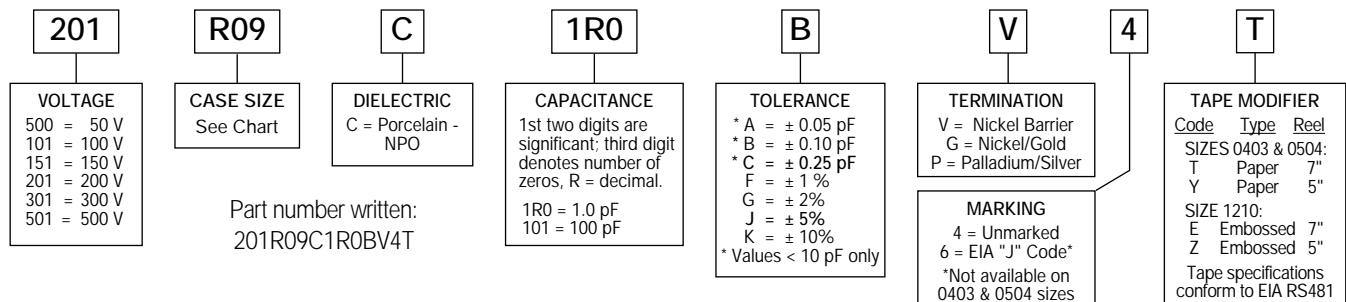 201 R09 C 1R0 B V 4 T
VOLTAGE
500 = 50 V
101 = 100 V
151 = 150 V
201 = 200 V
301 = 300 V
501 = 500 V
CASE SIZE
See Chart
DIELECTRIC
C = Porcelain -
NPO
Part number written:
201R09C1R0BV4T
CAPACITANCE
1st two digits are
significant; third digit
denotes number of
zeros, R = decimal.
1R0 = 1.0 pF
101 = 100 pF
TOLERANCE
* A = ± 0.05 pF
* B = ± 0.10 pF
* C = ± 0.25 pF
F = ± 1 %
G = ± 2%
J = ± 5%
K = ± 10%
* Values < 10 pF only
TERMINATION
V = Nickel Barrier
G = Nickel/Gold
P = Palladium/Silver
MARKING
4 = Unmarked
6 = EIA "J" Code*
*Not available on
0403 & 0504 sizes
TAPE MODIFIER
Code Type Reel
SIZES 0403 & 0504:
T Paper 7"
Y Paper 5"
SIZE 1210:
E Embossed 7"
Z Embossed 5"
Tape specifications
conform to EIA RS481